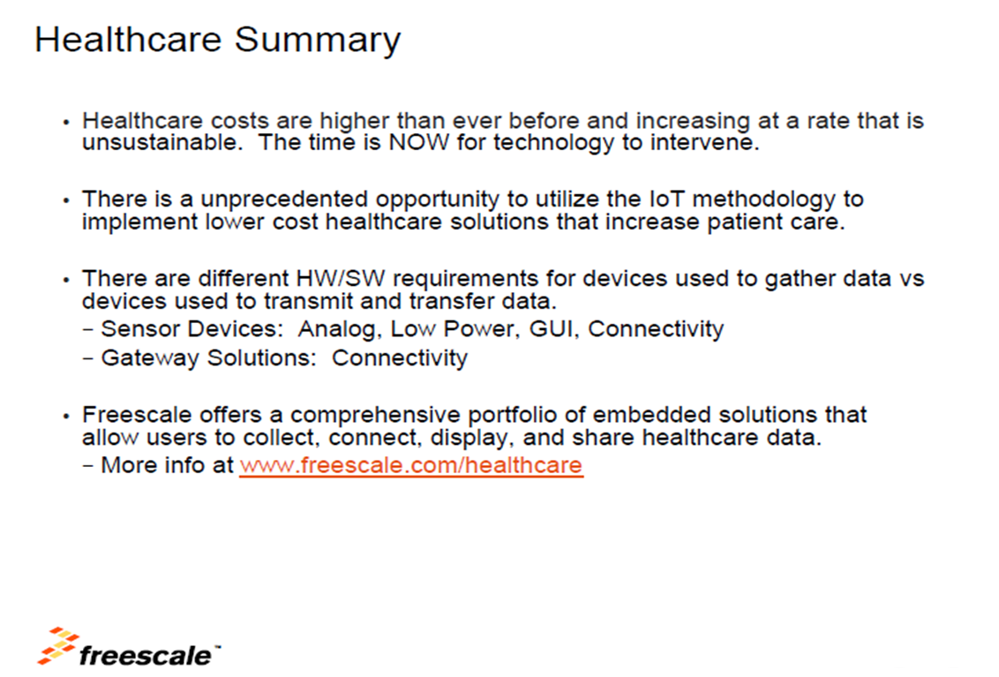 Healthcare Summary
• Healthcare costs are higher than ever before and increasing at a rate that is
unsustainable.  The time is NOW for technology to intervene.
• There is a unprecedented opportunity to utilize the IoT methodology to
implement lower cost healthcare solutions that increase patient care.
• There are different HW/SW requirements for devices used to gather data vs
devices used to transmit and transfer data.
– Sensor Devices:  Analog, Low Power, GUI, Connectivity
– Gateway Solutions:  Connectivity
• Freescale offers a comprehensive portfolio of embedded solutions that
allow users to collect, connect, display, and share healthcare data.
– More info at www.freescale.com/healthcare
freescale™